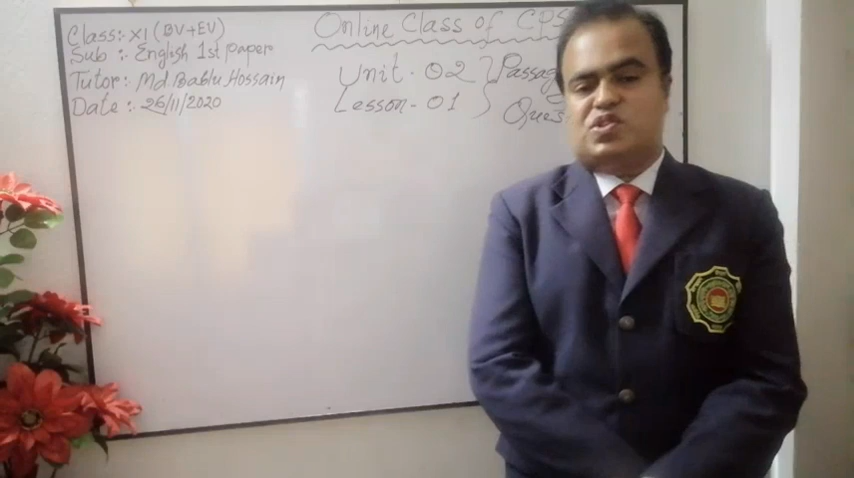 Class:- XI (BV+EV)
Sub :- English 1st paper
Tutor:- Md. Bablu Hossain
Date :- 26/11/2020
Online Class of CPS
Unit - 02
Lesson - 01